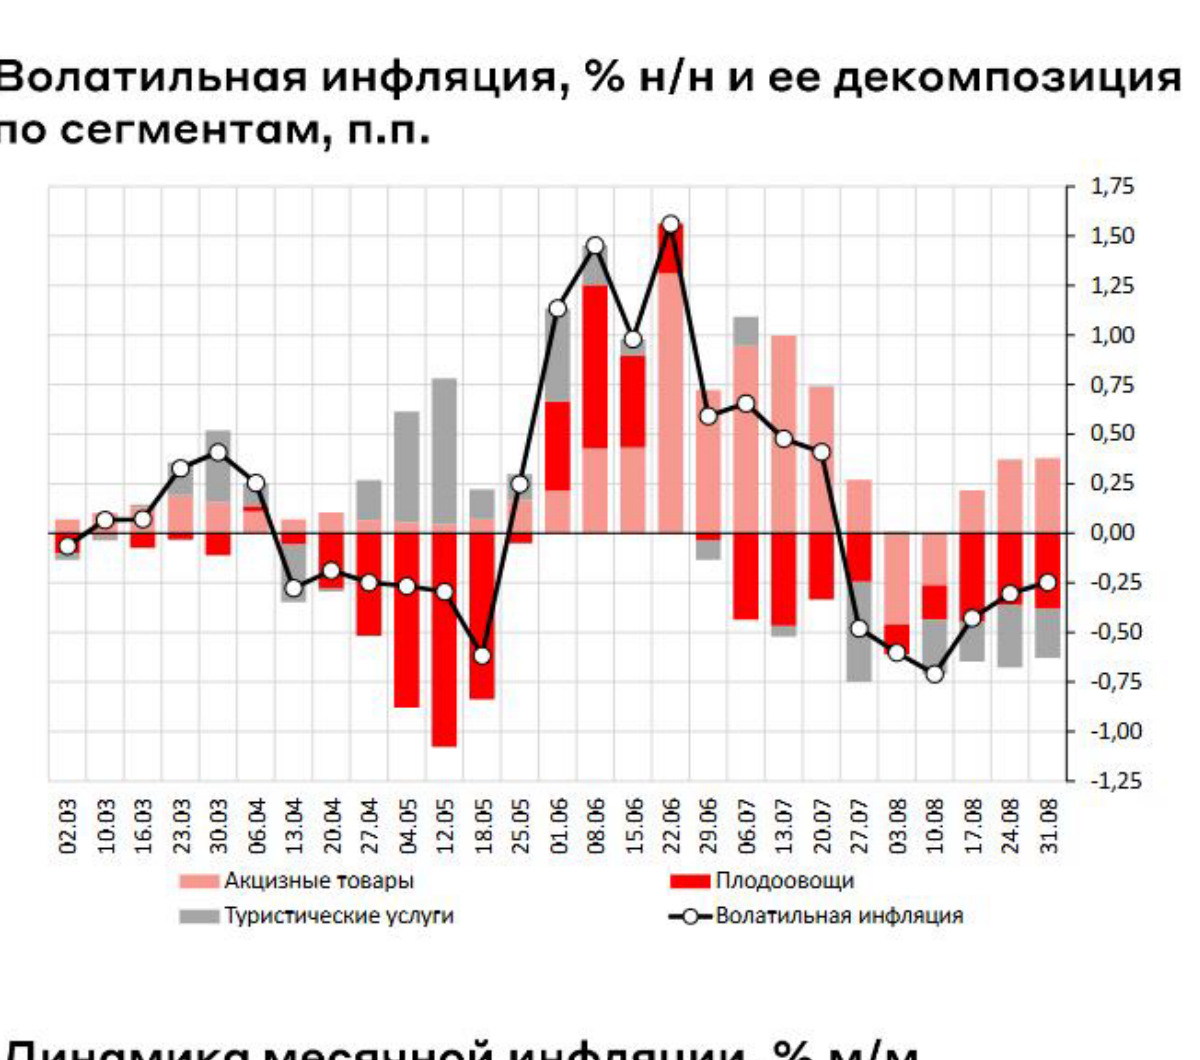 Волатильная инфляция, % н/н и ее декомпозиция
по сегментам, п.п.
1,75
1,50
1,25
1,00
0,75
0,50
0,25
0,00
-0,25
-0,50
-0,75
-1,00
-1,25
02.03 10.03 16.03 23.03 30.03 06.04 13.04 20.04 27.04 04.05 12.05 18.05 25.05 01.06 08.06 15.06 22.06 29.06 06.07 13.07 20.07 27.07 03.08 10.08 17.08 24.08 31.08
Акцизные товары Плодоовощи
Туристические услуги Волатильная инфляция
Динамика месячной инфляции, % м/м